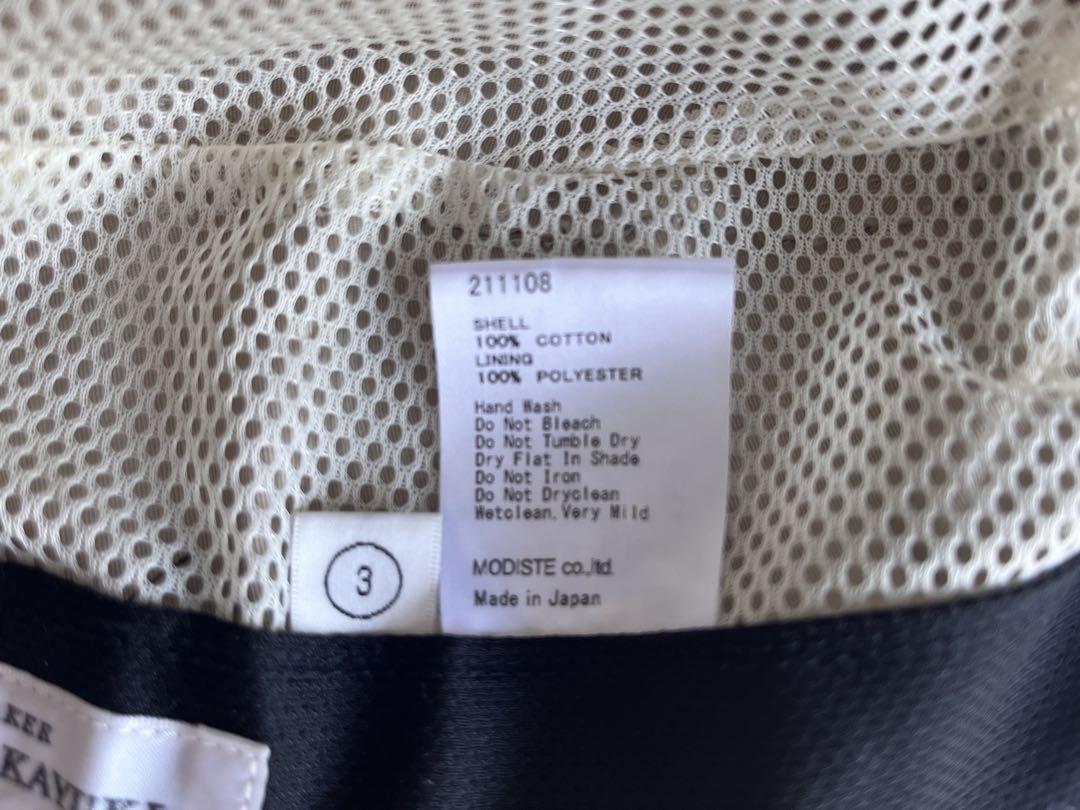 211108
SHELL
100% COTTON
LINING
100% POLYESTER
Hand Wash
Do Not Bleach
Do Not Tumble Dry
Dry Flat In Shade
Do Not Iron
Do Not Dryclean
Wetclean,Very Mild
MODISTE co.,ltd.
Made in Japan
3
KER